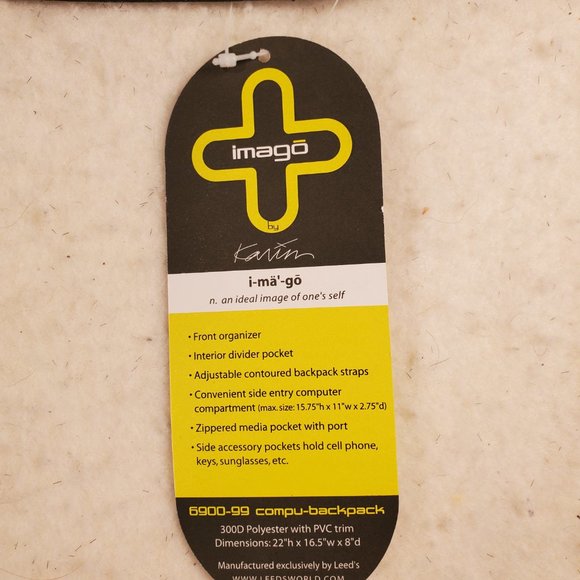 imagō
by
Karim
i-mä'-gō
n. an ideal image of one's self
• Front organizer
• Interior divider pocket
• Adjustable contoured backpack straps
• Convenient side entry computer
compartment (max. size: 15.75"h x 11"w x 2.75"d)
• Zippered media pocket with port
• Side accessory pockets hold cell phone,
keys, sunglasses, etc.
6900-99 compu-backpack
300D Polyester with PVC trim
Dimensions: 22"h x 16.5"w x 8"d
Manufactured exclusively by Leed's
WWW.LEEDSWORLD.COM